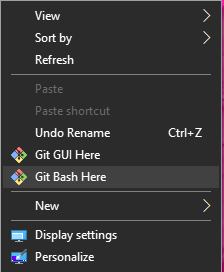 View
Sort by
Refresh
Paste
Paste shortcut
Undo Rename Ctrl+Z
Git GUI Here
Git Bash Here
New
Display settings
Personalize